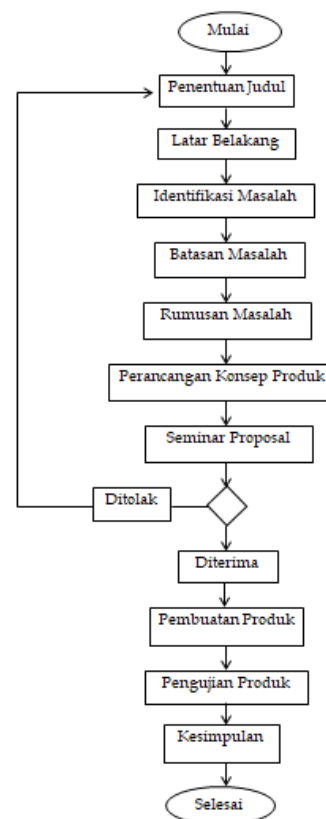 Mulai
Penentuan Judul
Latar Belakang
Identifikasi Masalah
Batasan Masalah
Rumusan Masalah
Perancangan Konsep Produk
Seminar Proposal
Ditolak
Diterima
Pembuatan Produk
Pengujian Produk
Kesimpulan
Selesai